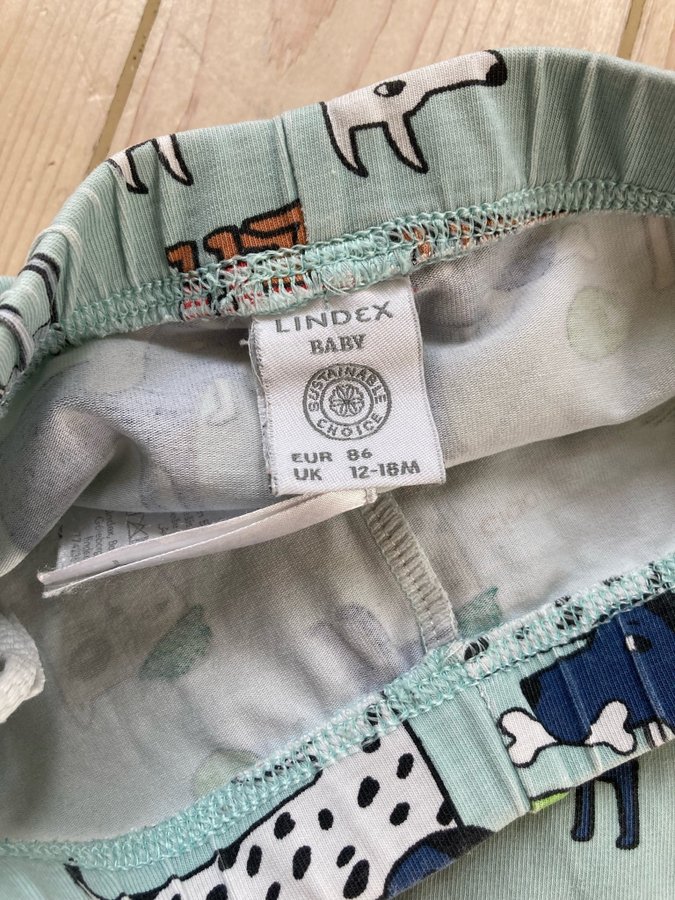 LINDEX
BABY
SUSTAINABLE
CHOICE
EUR 86
UK 12-18M